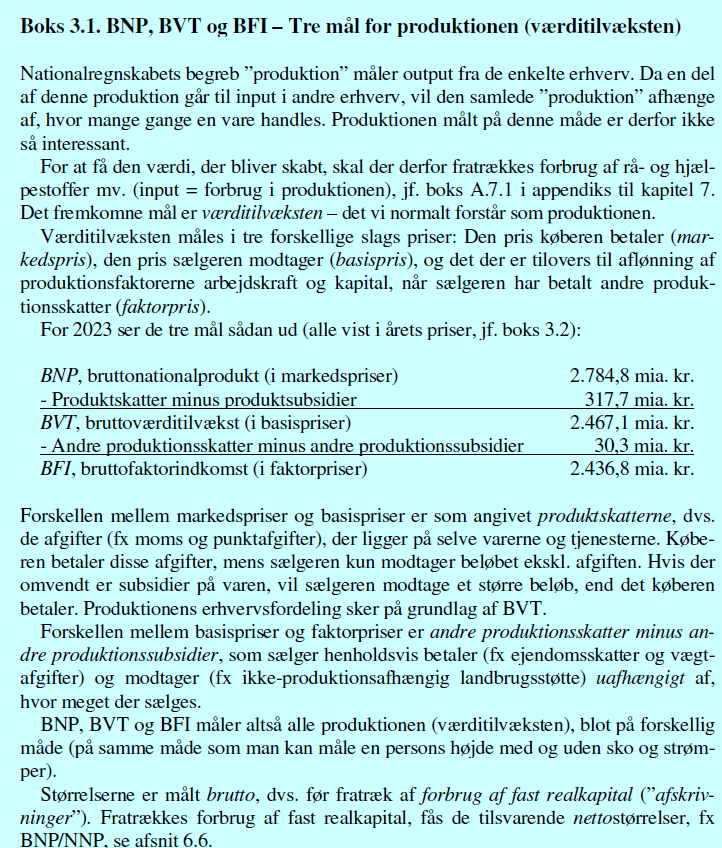 Boks 3.1. BNP, BVT og BFI – Tre mål for produktionen (værditilvæksten)
Nationalregnskabets begreb ”produktion” måler output fra de enkelte erhverv. Da en del
af denne produktion går til input i andre erhverv, vil den samlede ”produktion” afhænge
af, hvor mange gange en vare handles. Produktionen målt på denne måde er derfor ikke
så interessant.
For at få den værdi, der bliver skabt, skal der derfor fratrækkes forbrug af rå- og hjæl-
pestoffer mv. (input = forbrug i produktionen), jf. boks A.7.1 i appendiks til kapitel 7.
Det fremkomne mål er værditilvæksten – det vi normalt forstår som produktionen.
Værditilvæksten måles i tre forskellige slags priser: Den pris køberen betaler (mar-
kedspris), den pris sælgeren modtager (basispris), og det der er tilovers til aflønning af
produktionsfaktorerne arbejdskraft og kapital, når sælgeren har betalt andre produk-
tionsskatter (faktorpris).
For 2023 ser de tre mål sådan ud (alle vist i årets priser, jf. boks 3.2):
BNP, bruttonationalprodukt (i markedspriser) 2.784,8 mia. kr.
- Produktskatter minus produktsubsidier 317,7 mia. kr.
BVT, bruttoværditilvækst (i basispriser) 2.467,1 mia. kr.
- Andre produktionsskatter minus andre produktionssubsidier 30,3 mia. kr.
BFI, bruttofaktorindkomst (i faktorpriser) 2.436,8 mia. kr.
Forskellen mellem markedspriser og basispriser er som angivet produktskatterne, dvs.
de afgifter (fx moms og punktafgifter), der ligger på selve varerne og tjenesterne. Købe-
ren betaler disse afgifter, mens sælgeren kun modtager beløbet ekskl. afgiften. Hvis der
omvendt er subsidier på varen, vil sælgeren modtage et større beløb, end det køberen
betaler. Produktionens erhvervsfordeling sker på grundlag af BVT.
Forskellen mellem basispriser og faktorpriser er andre produktionsskatter minus an-
dre produktionssubsidier, som sælger henholdsvis betaler (fx ejendomsskatter og vægt-
afgifter) og modtager (fx ikke-produktionsafhængig landbrugsstøtte) uafhængigt af,
hvor meget der sælges.
BNP, BVT og BFI måler altså alle produktionen (værditilvæksten), blot på forskellig
måde (på samme måde som man kan måle en persons højde med og uden sko og strøm-
per).
Størrelserne er målt brutto, dvs. før fratræk af forbrug af fast realkapital (”afskriv-
ninger”). Fratrækkes forbrug af fast realkapital, fås de tilsvarende nettostørrelser, fx
BNP/NNP, se afsnit 6.6.